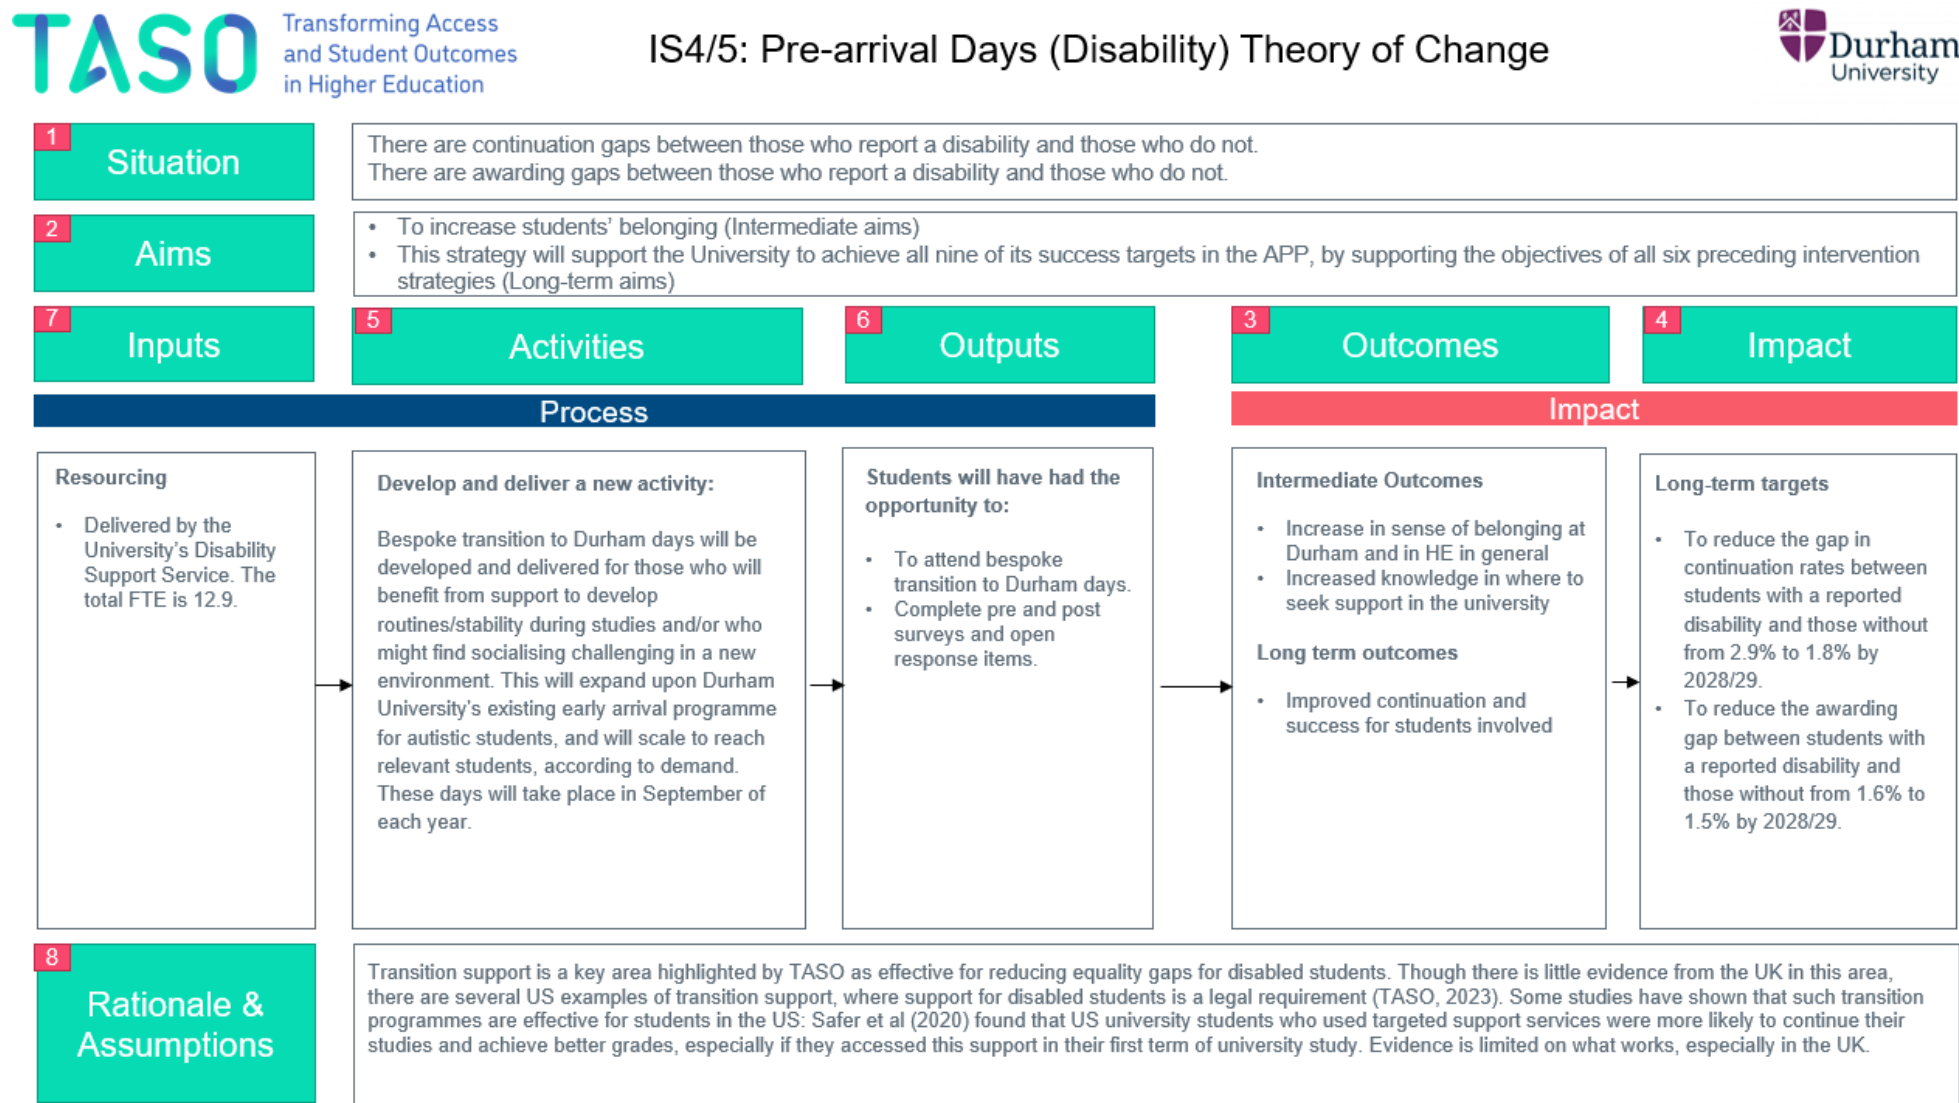 TASO
Transforming Access
and Student Outcomes
in Higher Education
IS4/5: Pre-arrival Days (Disability) Theory of Change
Durham
University
1
Situation
There are continuation gaps between those who report a disability and those who do not.
There are awarding gaps between those who report a disability and those who do not.
2
Aims
• To increase students' belonging (Intermediate aims)
• This strategy will support the University to achieve all nine of its success targets in the APP, by supporting the objectives of all six preceding intervention
strategies (Long-term aims)
7
Inputs
5
Activities
6
Outputs
3
Outcomes
4
Impact
Process
Impact
Resourcing
• Delivered by the
University's Disability
Support Service. The
total FTE is 12.9.
Develop and deliver a new activity:
Bespoke transition to Durham days will be
developed and delivered for those who will
benefit from support to develop
routines/stability during studies and/or who
might find socialising challenging in a new
environment. This will expand upon Durham
University's existing early arrival programme
for autistic students, and will scale to reach
relevant students, according to demand.
These days will take place in September of
each year.
Students will have had the
opportunity to:
• To attend bespoke
transition to Durham days.
• Complete pre and post
surveys and open
response items.
Intermediate Outcomes
• Increase in sense of belonging at
Durham and in HE in general
• Increased knowledge in where to
seek support in the university
Long term outcomes
• Improved continuation and
success for students involved
Long-term targets
• To reduce the gap in
continuation rates between
students with a reported
disability and those without
from 2.9% to 1.8% by
2028/29.
• To reduce the awarding
gap between students with
a reported disability and
those without from 1.6% to
1.5% by 2028/29.
8
Rationale &
Assumptions
Transition support is a key area highlighted by TASO as effective for reducing equality gaps for disabled students. Though there is little evidence from the UK in this area,
there are several US examples of transition support, where support for disabled students is a legal requirement (TASO, 2023). Some studies have shown that such transition
programmes are effective for students in the US: Safer et al (2020) found that US university students who used targeted support services were more likely to continue their
studies and achieve better grades, especially if they accessed this support in their first term of university study. Evidence is limited on what works, especially in the UK.